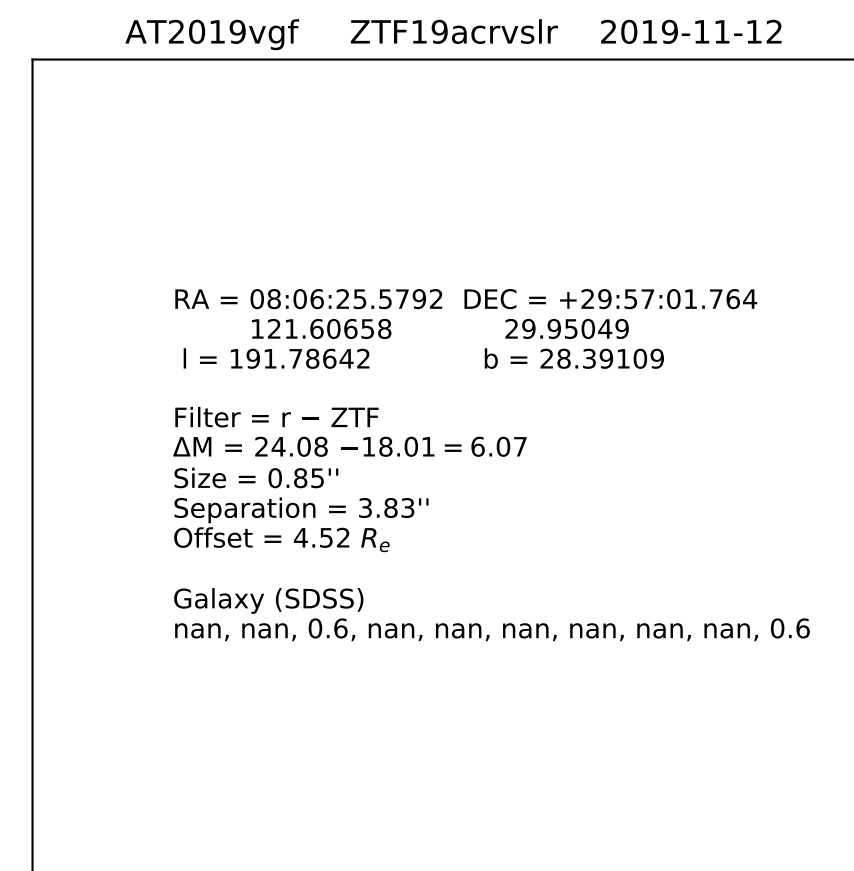 AT2019vgf ZTF19acrvslr 2019-11-12
RA = 08:06:25.5792 DEC = +29:57:01.764
121.60658 29.95049
l = 191.78642 b = 28.39109
Filter = r − ZTF
ΔM = 24.08 −18.01 = 6.07
Size = 0.85''
Separation = 3.83''
Offset = 4.52 Re
Galaxy (SDSS)
nan, nan, 0.6, nan, nan, nan, nan, nan, nan, 0.6